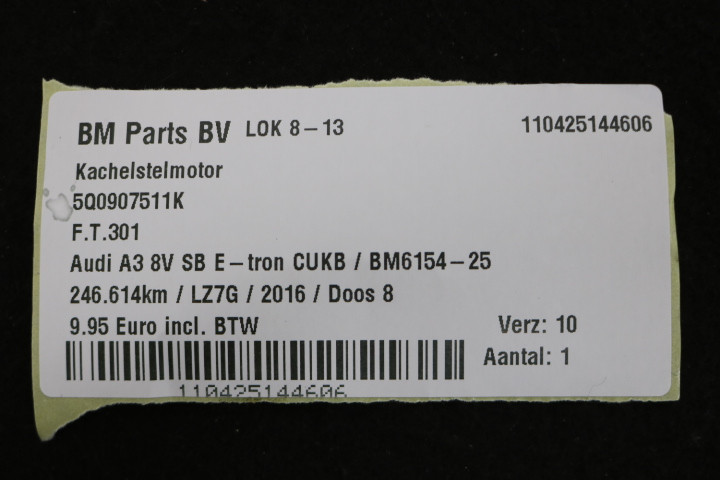 BM Parts BV LOK 8-13 110425144606
Kachelstelmotor
5Q0907511K
F.T.301
Audi A3 8V SB E-tron CUKB / BM6154-25
246.614km / LZ7G / 2016 / Doos 8
9.95 Euro incl. BTW Verz: 10
Aantal: 1
110425144606